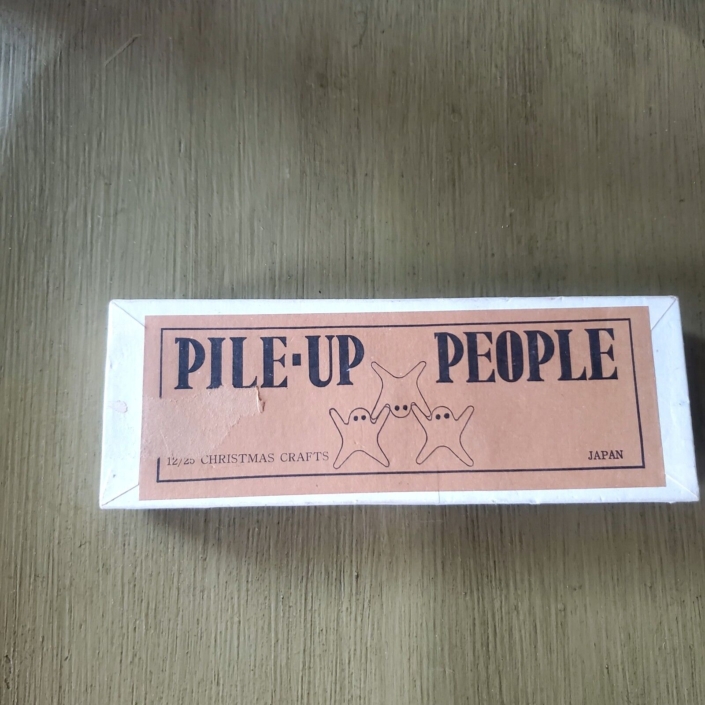 PILE-UP PEOPLE
12/25 CHRISTMAS CRAFTS
JAPAN